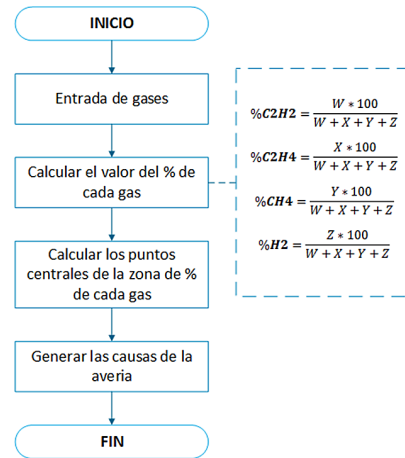 INICIO
Entrada de gases
Calcular el valor del % de
cada gas
Calcular los puntos
centrales de la zona de %
de cada gas
Generar las causas de la
averia
FIN
%C2H2 = W * 100 / W + X + Y + Z
%C2H4 = X * 100 / W + X + Y + Z
%CH4 = Y * 100 / W + X + Y + Z
%H2 = Z * 100 / W + X + Y + Z